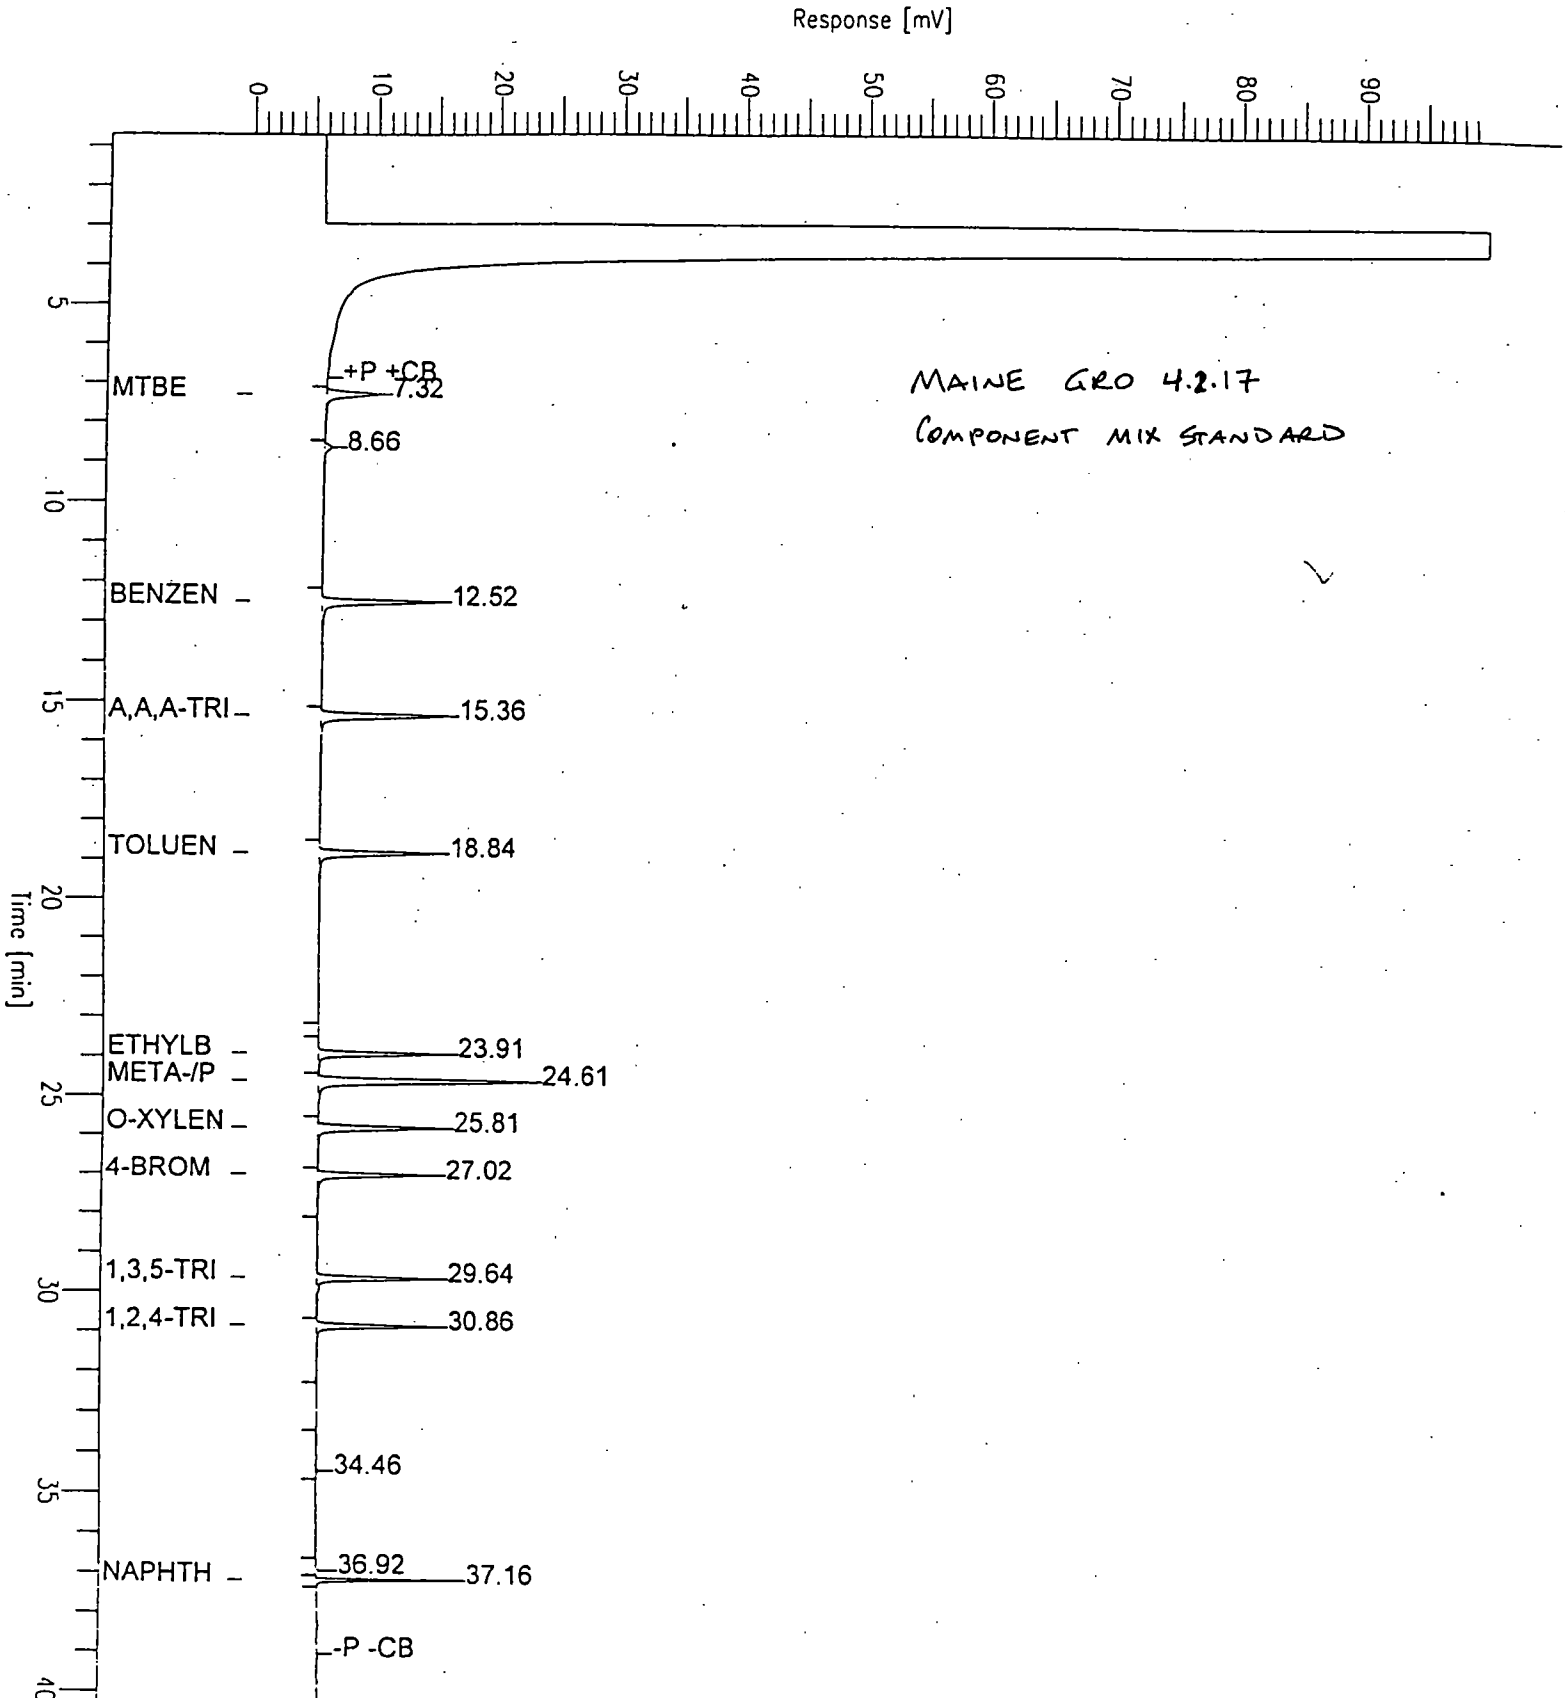 Response [mV]
0 10 20 30 40 50 60 70 80 90
5
+P +CB
MTBE 7.32
MAINE GRO 4.2.17
8.66
COMPONENT MIX STANDARD
10
BENZEN 12.52
15
A,A,A-TRI 15.36
TOLUEN 18.84
20
Time [min]
ETHYLB 23.91
META-/P 24.61
25
O-XYLEN 25.81
4-BROM 27.02
1,3,5-TRI 29.64
30
1,2,4-TRI 30.86
34.46
35
36.92
NAPHTH 37.16
-P -CB
40